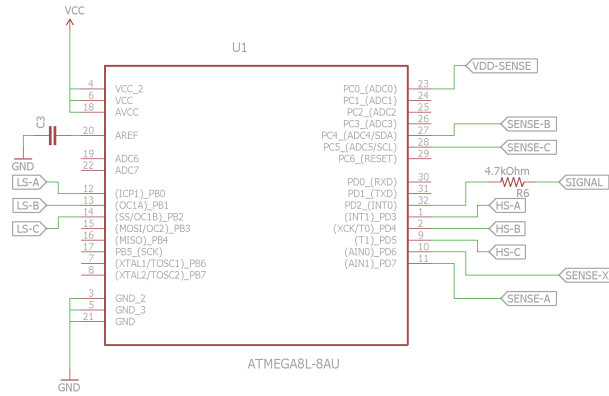 VCC
U1
4 VCC_2
6 VCC
18 AVCC
C3
20 AREF
GND
19 ADC6
22 ADC7
LS-A 12 (ICP1)_PB0
LS-B 13 (OC1A)_PB1
LS-C 14 (SS/OC1B)_PB2
15 (MOSI/OC2)_PB3
16 (MISO)_PB4
17 PB5_(SCK)
7 (XTAL1/TOSC1)_PB6
8 (XTAL2/TOSC2)_PB7
3 GND_2
5 GND_3
21 GND
GND
PC0_(ADC0) 23 VDD-SENSE
PC1_(ADC1) 24
PC2_(ADC2 25
PC3_(ADC3) 26
PC4_(ADC4/SDA) 27 SENSE-B
PC5_(ADC5/SCL) 28 SENSE-C
PC6_(RESET) 29
4.7kOhm
PD0_(RXD) 30
PD1_(TXD) 31
R6
SIGNAL
PD2_(INT0) 32
(INT1)_PD3 1 HS-A
(XCK/T0)_PD4 2 HS-B
(T1)_PD5 9 HS-C
(AIN0)_PD6 10 SENSE-X
(AIN1)_PD7 11 SENSE-A
ATMEGA8L-8AU